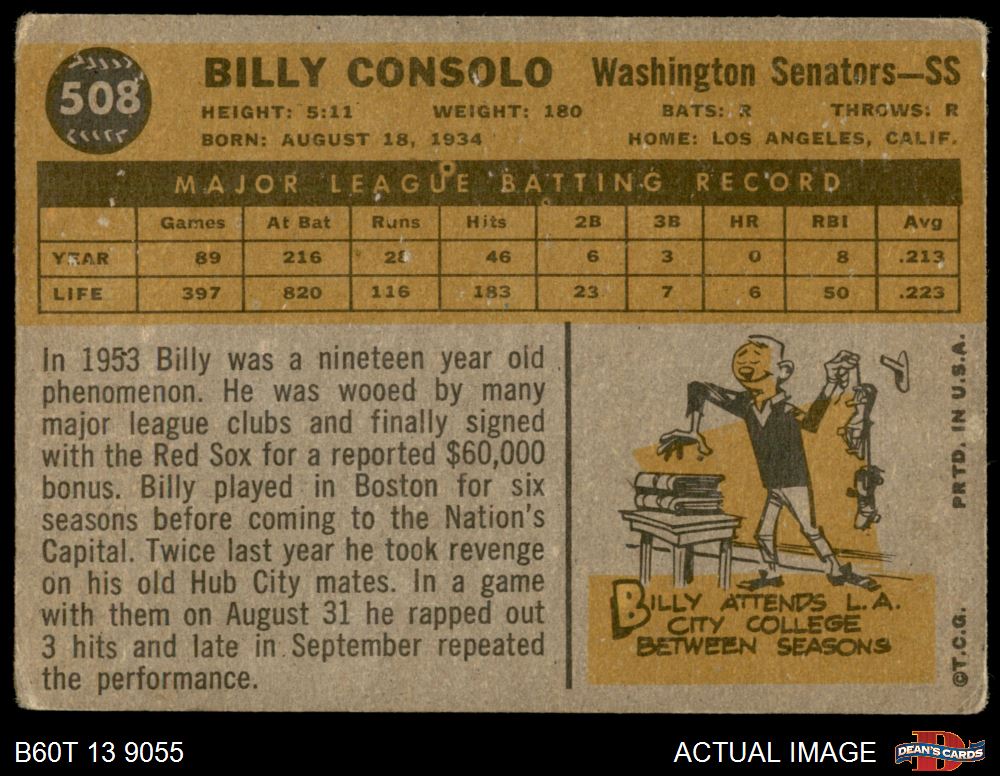 508
BILLY CONSOLO Washington Senators—SS
HEIGHT: 5:11 WEIGHT: 180 BATS: R THROWS: R
BORN: AUGUST 18, 1934 HOME: LOS ANGELES, CALIF.
MAJOR LEAGUE BATTING RECORD
Games At Bat Runs Hits 2B 3B HR RBI Avg
YEAR 89 216 28 46 6 3 0 8 .213
LIFE 397 820 116 183 23 7 6 50 .223
In 1953 Billy was a nineteen year old
phenomenon. He was wooed by many
major league clubs and finally signed
with the Red Sox for a reported $60,000
bonus. Billy played in Boston for six
seasons before coming to the Nation's
Capital. Twice last year he took revenge
on his old Hub City mates. In a game
with them on August 31 he rapped out
3 hits and late in September repeated
the performance.
BILLY ATTENDS L.A.
CITY COLLEGE
BETWEEN SEASONS
©T.C.G. PRTD. IN U.S.A.
B60T 13 9055 ACTUAL IMAGE DEAN'S CARDS